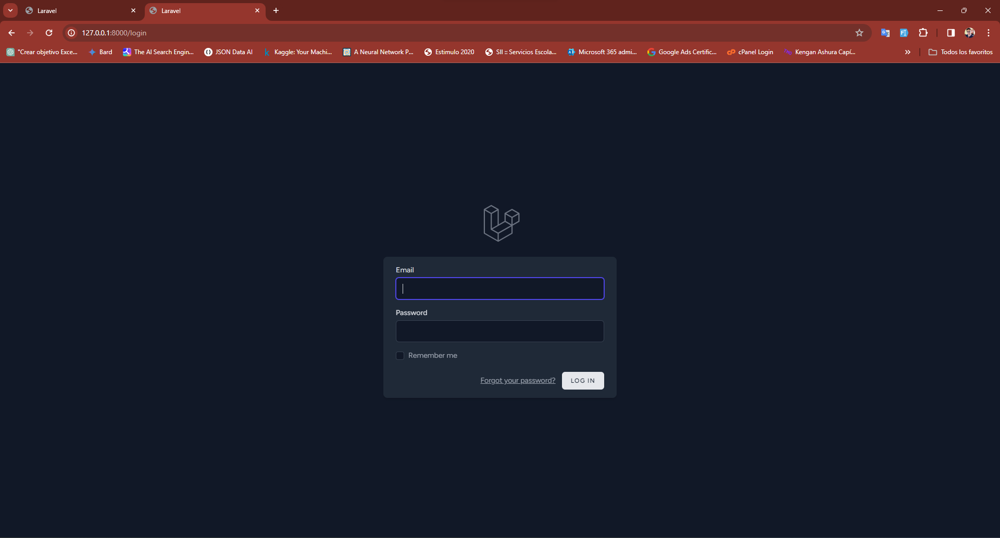 Laravel
Laravel
127.0.0.1:8000/login
"Crear objetivo Exce...
Bard
The AI Search Engin...
JSON Data AI
Kaggle: Your Machi...
A Neural Network P...
Estimulo 2020
SII :: Servicios Escola...
Microsoft 365 admi...
Google Ads Certific...
cPanel Login
Kengan Ashura Capí...
Todos los favoritos
Email
Password
Remember me
Forgot your password?
LOG IN